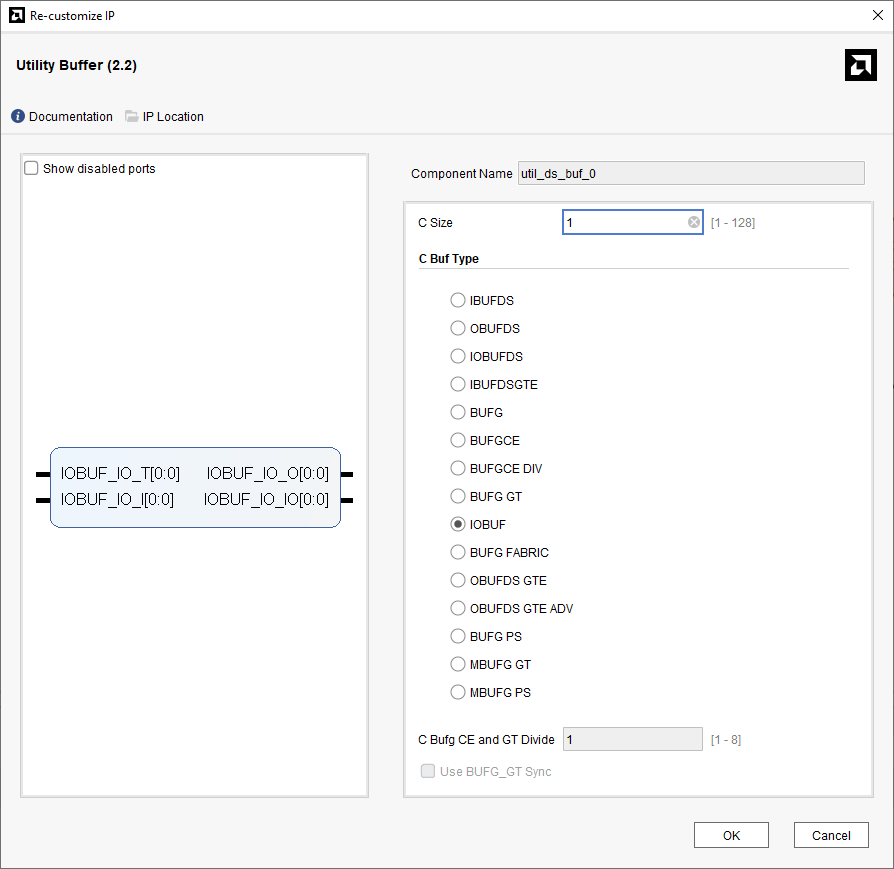 Re-customize IP
Utility Buffer (2.2)
Documentation IP Location
Show disabled ports
IOBUF_IO_T[0:0] IOBUF_IO_O[0:0]
IOBUF_IO_I[0:0] IOBUF_IO_IO[0:0]
Component Name util_ds_buf_0
C Size 1 [1 - 128]
C Buf Type
IBUFDS
OBUFDS
IOBUFDS
IBUFDSGTE
BUFG
BUFGCE
BUFGCE DIV
BUFG GT
IOBUF
BUFG FABRIC
OBUFDS GTE
OBUFDS GTE ADV
BUFG PS
MBUFG GT
MBUFG PS
C Bufg CE and GT Divide 1 [1 - 8]
Use BUFG_GT Sync
OK Cancel